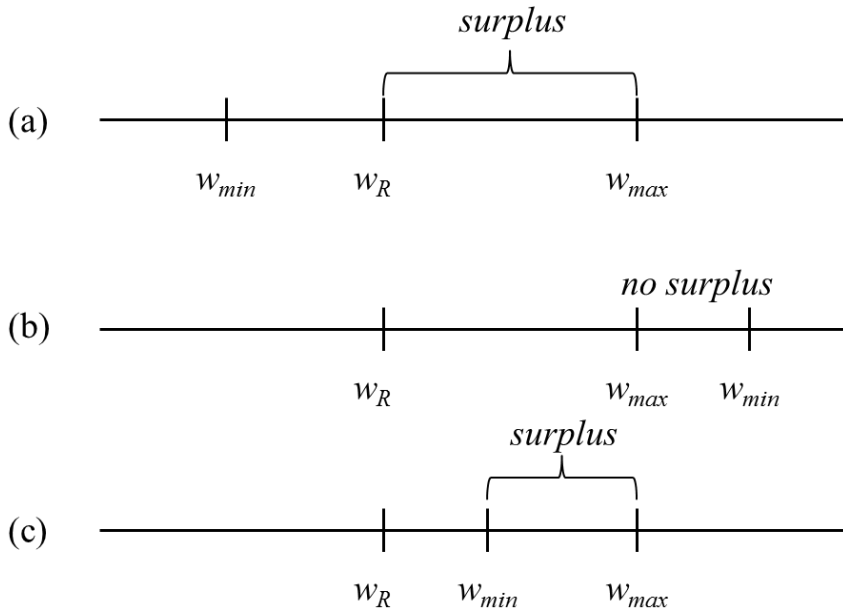 surplus
(a)
w_min w_R w_max
no surplus
(b)
w_R w_max w_min
surplus
(c)
w_R w_min w_max